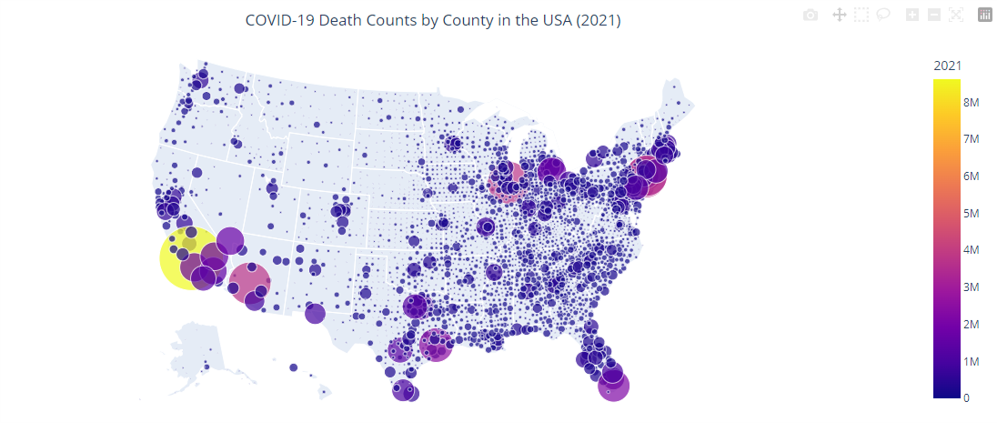 COVID-19 Death Counts by County in the USA (2021)
2021
8M
7M
6M
5M
4M
3M
2M
1M
0